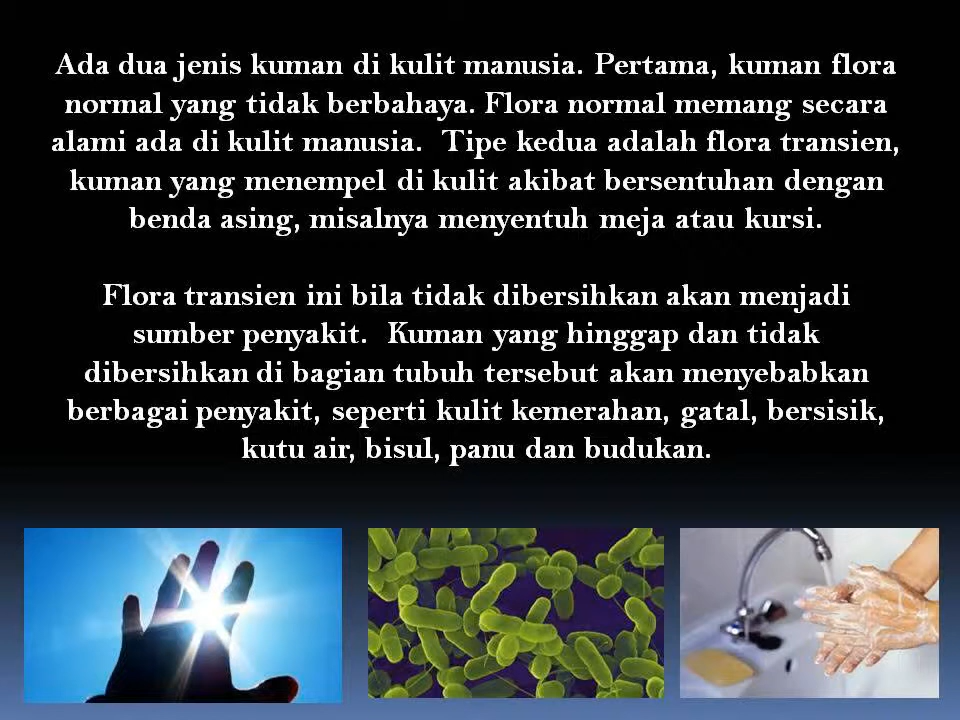 Ada dua jenis kuman di kulit manusia. Pertama, kuman flora
normal yang tidak berbahaya. Flora normal memang secara
alami ada di kulit manusia.  Tipe kedua adalah flora transien,
kuman yang menempel di kulit akibat bersentuhan dengan
benda asing, misalnya menyentuh meja atau kursi.
Flora transien ini bila tidak dibersihkan akan menjadi
sumber penyakit.  Kuman yang hinggap dan tidak
dibersihkan di bagian tubuh tersebut akan menyebabkan
berbagai penyakit, seperti kulit kemerahan, gatal, bersisik,
kutu air, bisul, panu dan budukan.